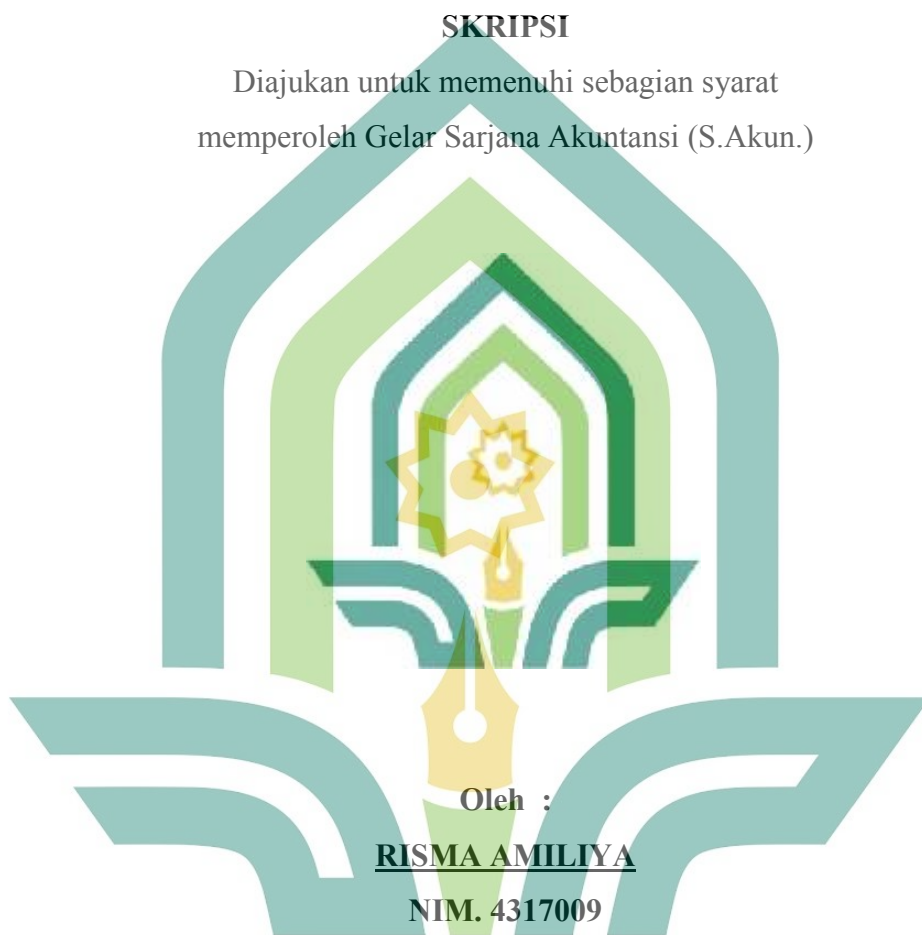 SKRIPSI
Diajukan untuk memenuhi sebagian syarat
memperoleh Gelar Sarjana Akuntansi (S.Akun.)
Oleh :
RISMA AMILIYA
NIM. 4317009